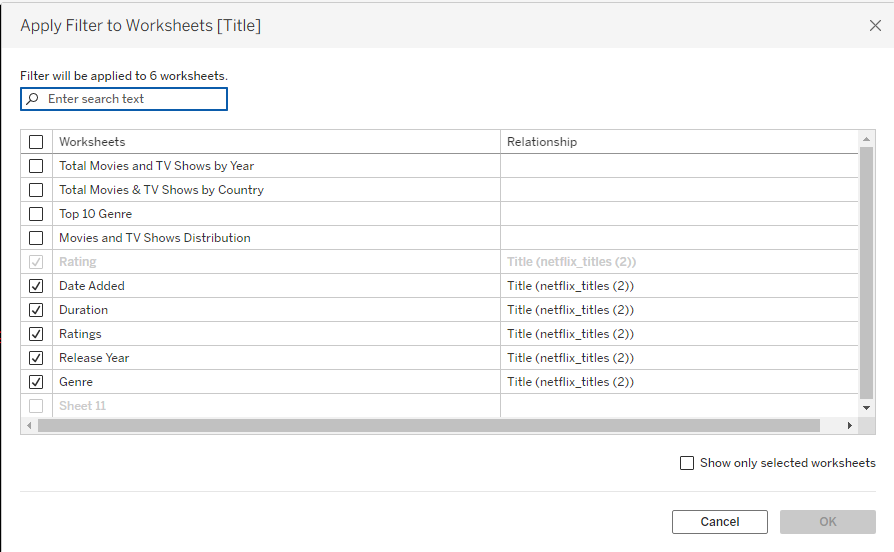 Apply Filter to Worksheets [Title]
Filter will be applied to 6 worksheets.
Enter search text
Worksheets Relationship
Total Movies and TV Shows by Year
Total Movies & TV Shows by Country
Top 10 Genre
Movies and TV Shows Distribution
Rating Title (netflix_titles (2))
Date Added Title (netflix_titles (2))
Duration Title (netflix_titles (2))
Ratings Title (netflix_titles (2))
Release Year Title (netflix_titles (2))
Genre Title (netflix_titles (2))
Sheet 11
Show only selected worksheets
Cancel OK